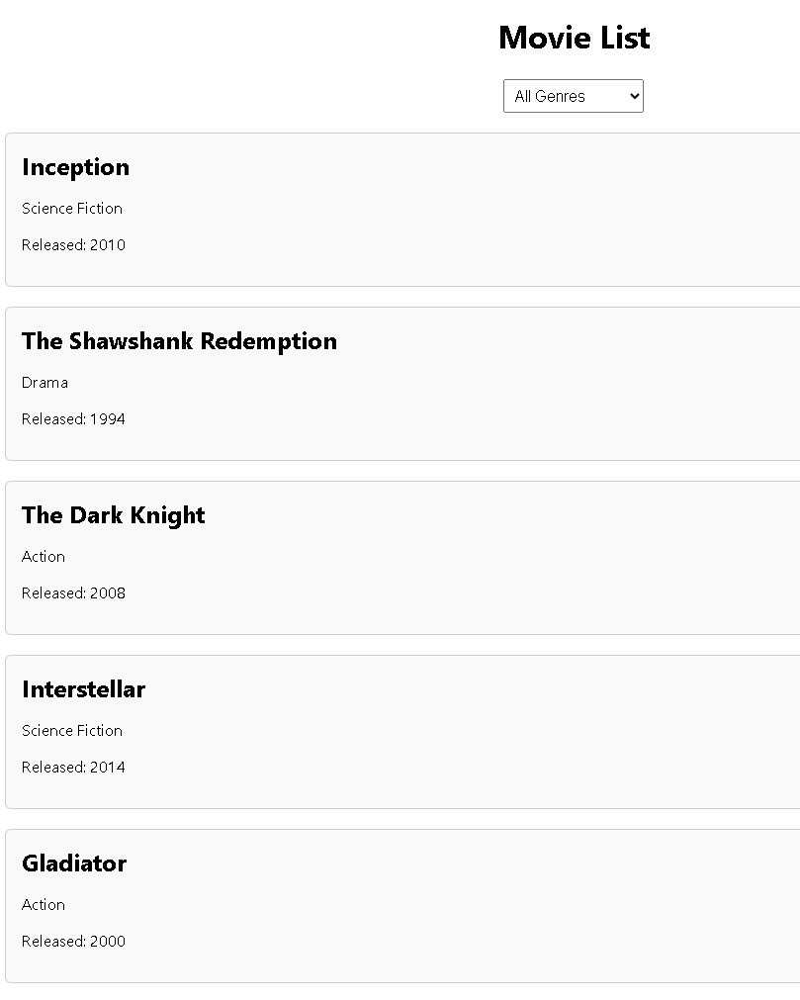 Movie List
All Genres
Inception
Science Fiction
Released: 2010
The Shawshank Redemption
Drama
Released: 1994
The Dark Knight
Action
Released: 2008
Interstellar
Science Fiction
Released: 2014
Gladiator
Action
Released: 2000